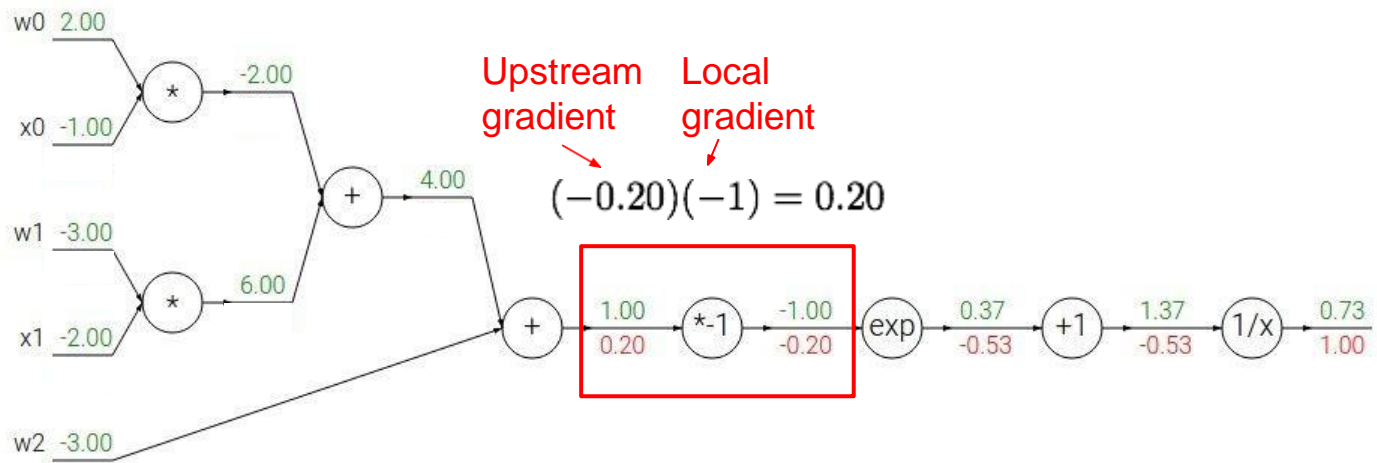 w0 2.00
x0 -1.00
*
-2.00
w1 -3.00
x1 -2.00
*
6.00
+
4.00
w2 -3.00
Upstream
gradient
Local
gradient
(−0.20)(−1) = 0.20
+
1.00
0.20
*-1
-1.00
-0.20
exp
0.37
-0.53
+1
1.37
-0.53
1/x
0.73
1.00